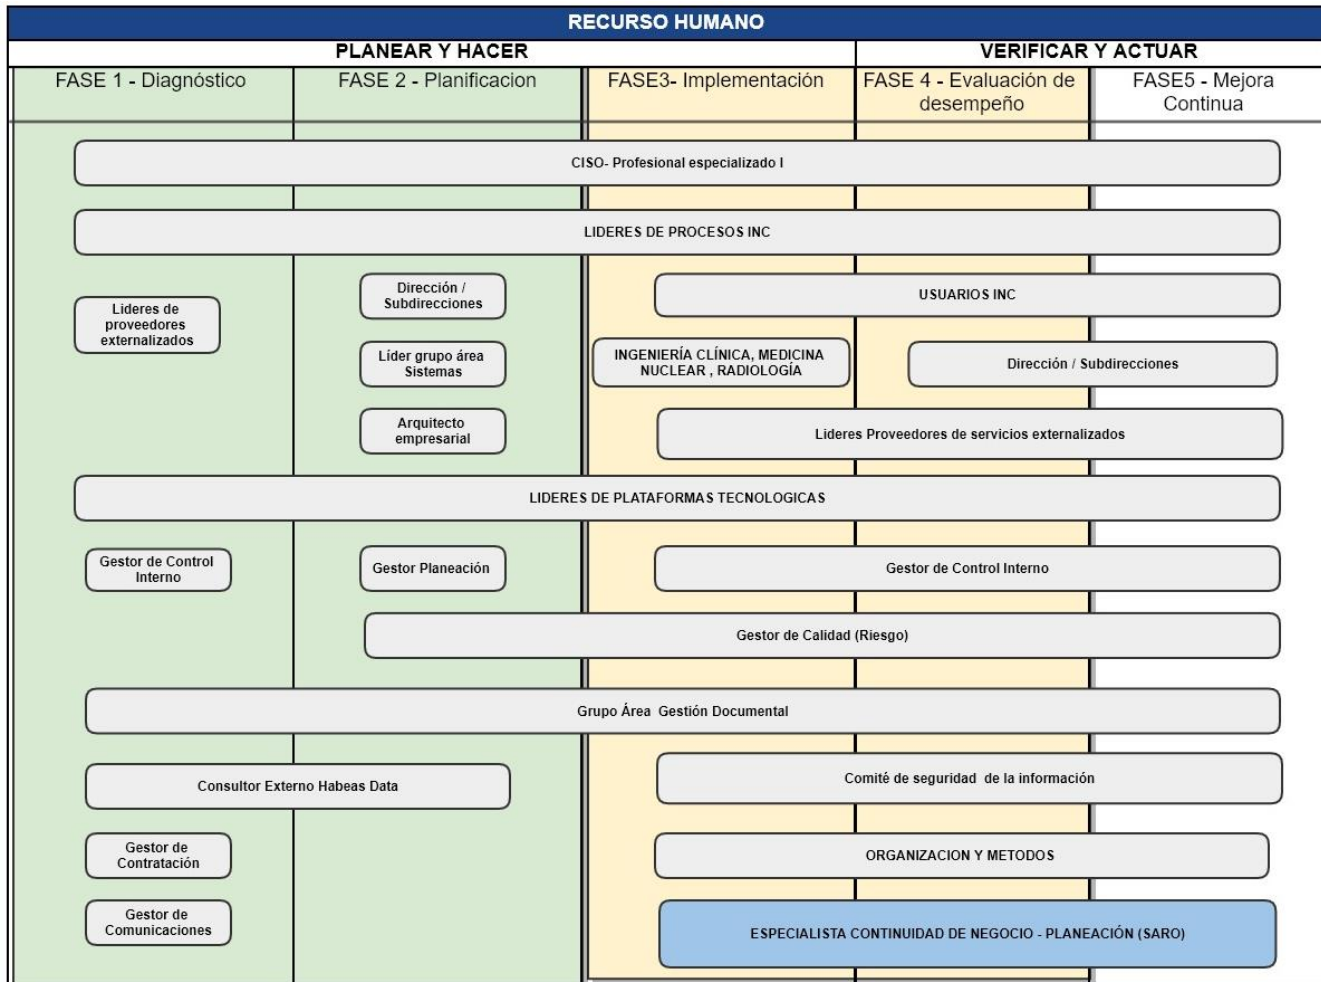 RECURSO HUMANO
PLANEAR Y HACER
VERIFICAR Y ACTUAR
FASE 1 - Diagnóstico
FASE 2 - Planificacion
FASE3- Implementación
FASE 4 - Evaluación de
desempeño
FASE5 - Mejora
Continua
CISO- Profesional especializado I
LIDERES DE PROCESOS INC
Lideres de
proveedores
externalizados
Dirección /
Subdirecciones
USUARIOS INC
Líder grupo área
Sistemas
INGENIERÍA CLÍNICA, MEDICINA
NUCLEAR , RADIOLOGÍA
Dirección / Subdirecciones
Arquitecto
empresarial
Lideres Proveedores de servicios externalizados
LIDERES DE PLATAFORMAS TECNOLOGICAS
Gestor de Control
Interno
Gestor Planeación
Gestor de Control Interno
Gestor de Calidad (Riesgo)
Grupo Área  Gestión Documental
Consultor Externo Habeas Data
Comité de seguridad  de la información
Gestor de
Contratación
ORGANIZACION Y METODOS
Gestor de
Comunicaciones
ESPECIALISTA CONTINUIDAD DE NEGOCIO - PLANEACIÓN (SARO)